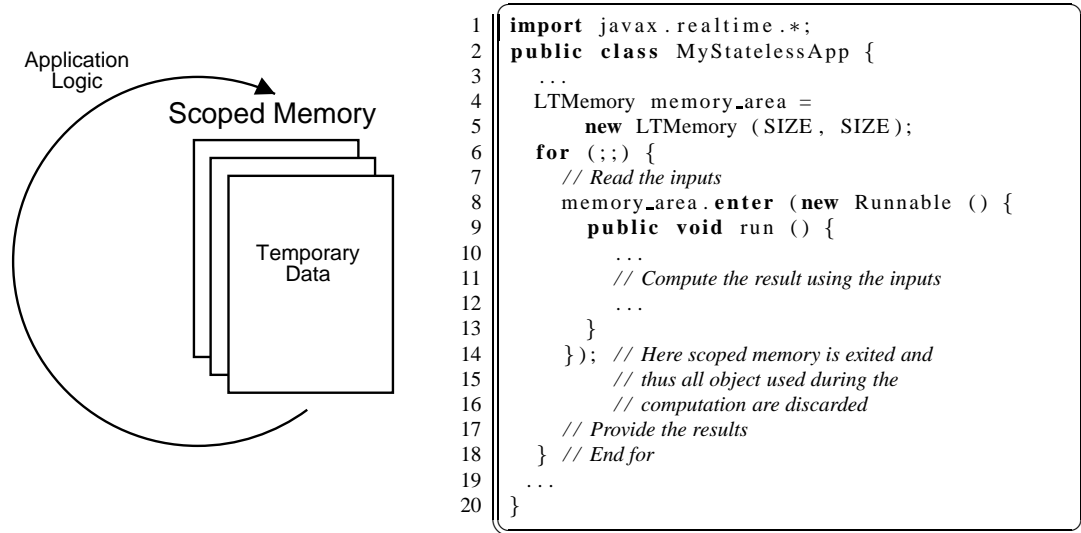 Application
Logic
Scoped Memory
Temporary
Data
1 import javax.realtime.*;
2 public class MyStatelessApp {
3 ...
4 LTMemory memory_area =
5 new LTMemory (SIZE, SIZE);
6 for (;;) {
7 // Read the inputs
8 memory_area.enter (new Runnable () {
9 public void run () {
10 ...
11 // Compute the result using the inputs
12 ...
13 }
14 }); // Here scoped memory is exited and
15 // thus all object used during the
16 // computation are discarded
17 // Provide the results
18 } // End for
19 ...
20 }